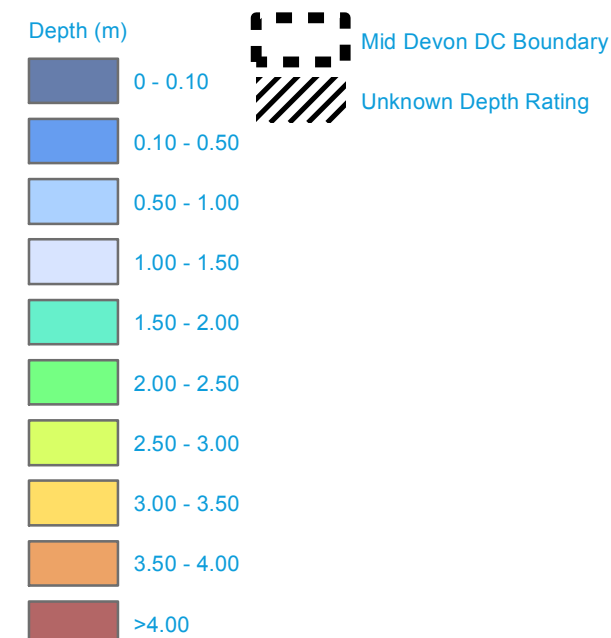 Depth (m)
0 - 0.10
0.10 - 0.50
0.50 - 1.00
1.00 - 1.50
1.50 - 2.00
2.00 - 2.50
2.50 - 3.00
3.00 - 3.50
3.50 - 4.00
>4.00
Mid Devon DC Boundary
Unknown Depth Rating